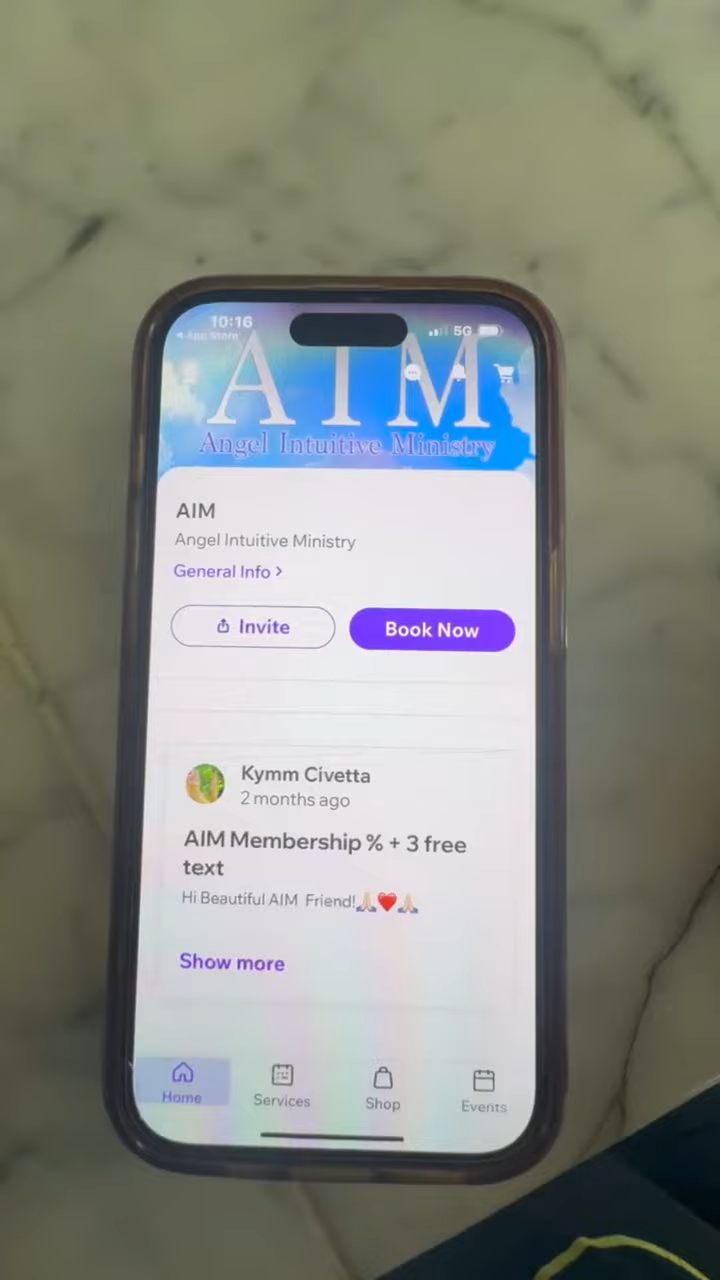 10:16
App Store
5G
AIM
Angel Intuitive Ministry
AIM
Angel Intuitive Ministry
General Info >
Invite
Book Now
Kymm Civetta
2 months ago
AIM Membership % + 3 free
text
Hi Beautiful AIM Friend!🙏🏼❤️🙏🏼
Show more
Home
Services
Shop
Events